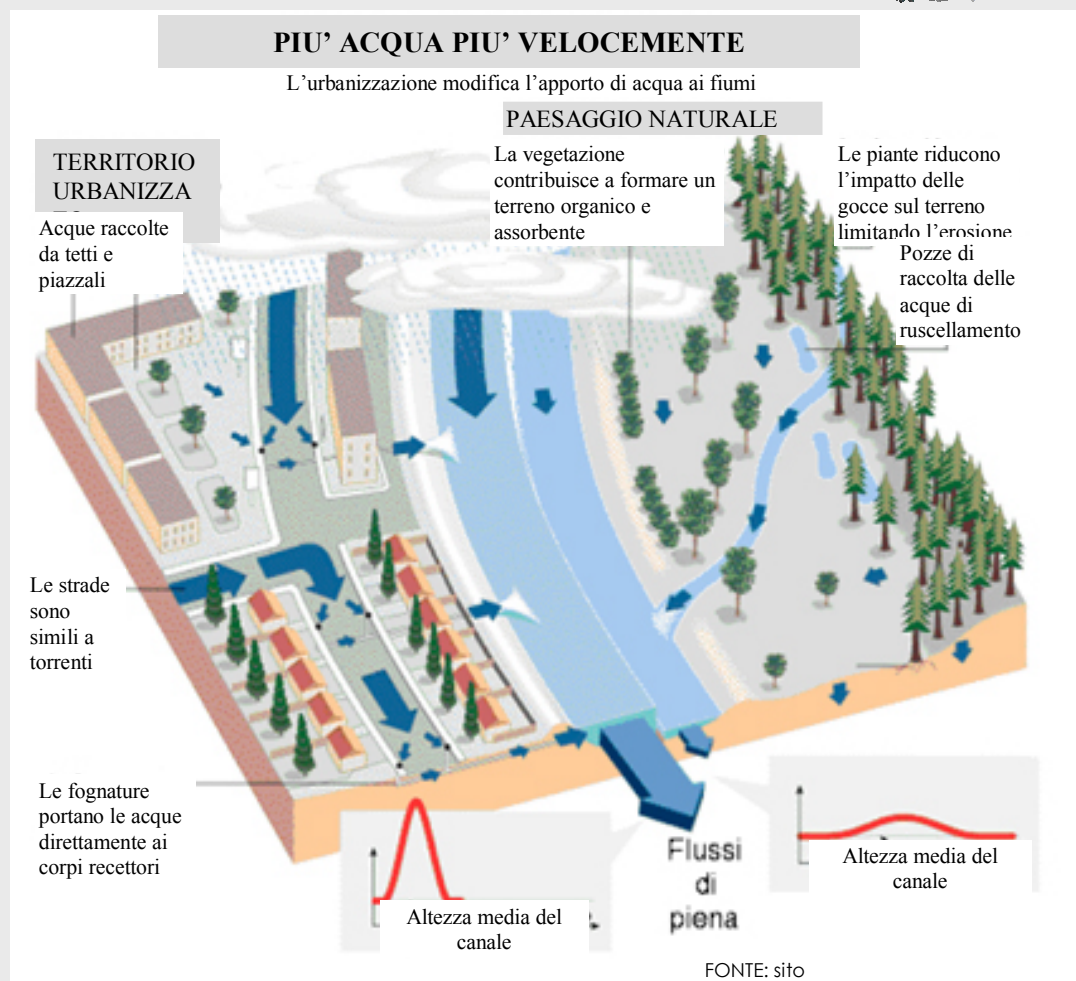 PIU’ ACQUA PIU’ VELOCEMENTE
L’urbanizzazione modifica l’apporto di acqua ai fiumi
PAESAGGIO NATURALE
TERRITORIO
URBANIZZA
Acque raccolte
da tetti e
piazzali
La vegetazione
contribuisce a formare un
terreno organico e
assorbente
Le piante riducono
l’impatto delle
gocce sul terreno
limitando l’erosione
Pozze di
raccolta delle
acque di
ruscellamento
Le strade
sono
simili a
torrenti
Le fognature
portano le acque
direttamente ai
corpi recettori
Altezza media del
canale
Flussi
di
piena
Altezza media del
canale
FONTE: sito